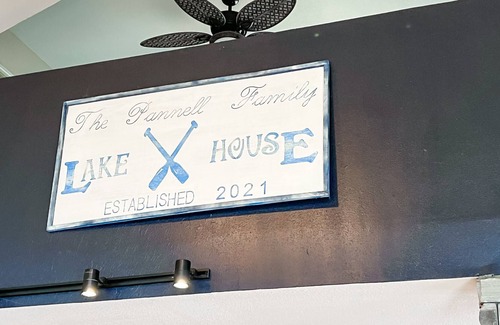 The Pannell Family
LAKE HOUSE
ESTABLISHED 2021